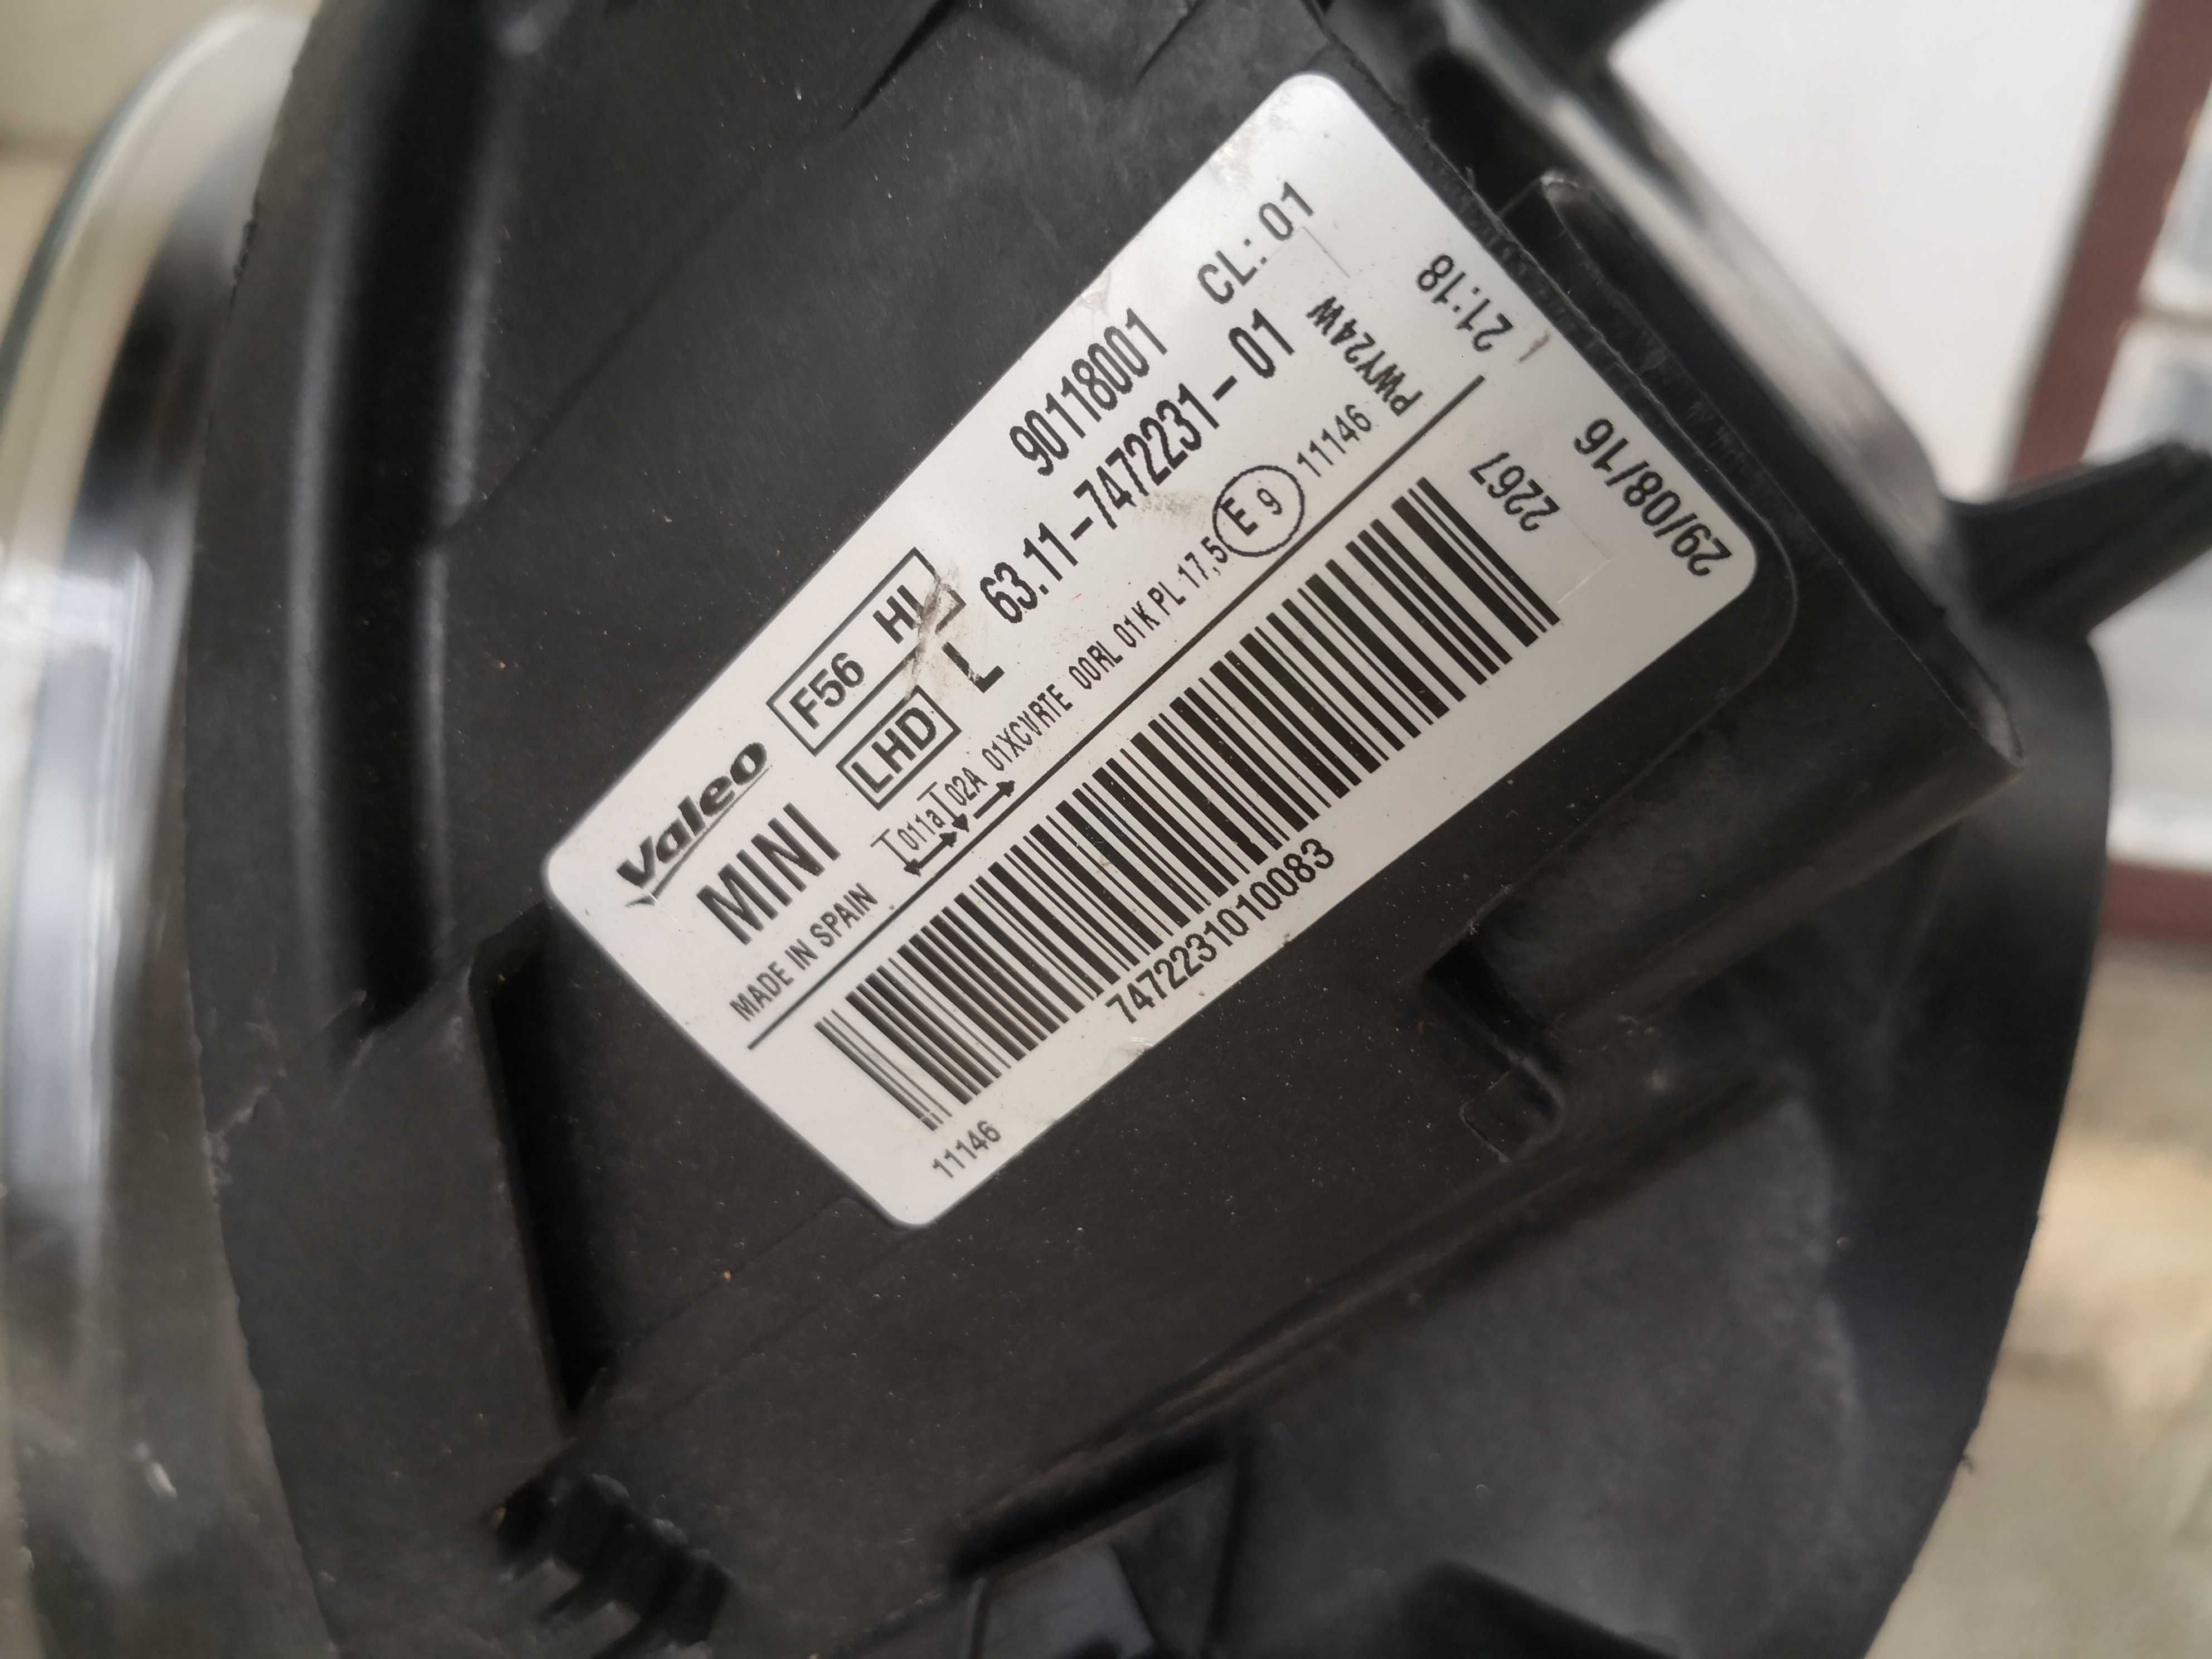 Valeo F56 HL 90118001 CL: 01
MINI LHD L 63.11-7472231-01
MADE IN SPAIN 011a 02A 01XCVRTE 00RL 01K PL 17,5 E9 11146 PWY24W
21:18
2267
29/08/16
7472231010083
11146